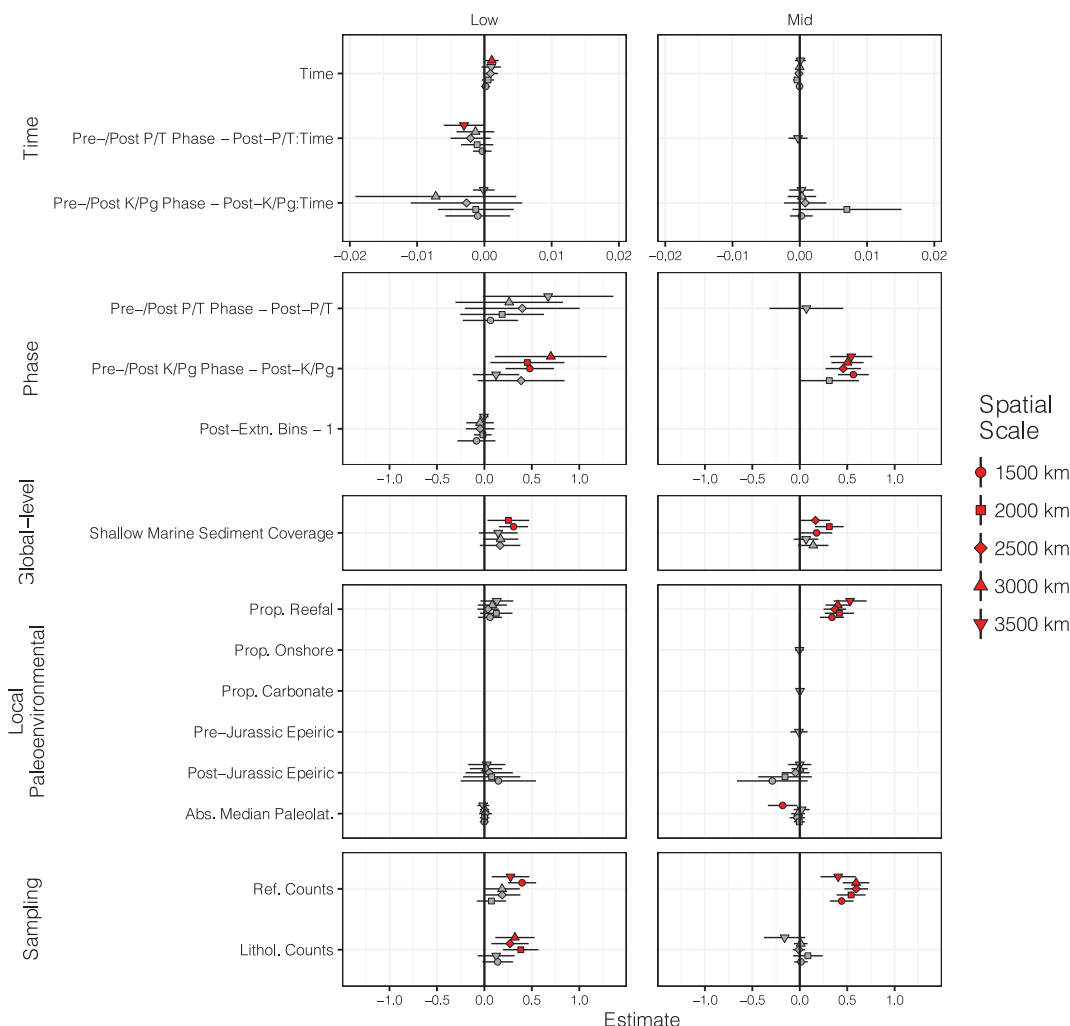 Low Mid
Time
Time
Pre-/Post P/T Phase - Post-P/T:Time
Pre-/Post K/Pg Phase - Post-K/Pg:Time
-0.02 -0.01 0.00 0.01 0.02 -0.02 -0.01 0.00 0.01 0.02
Phase
Pre-/Post P/T Phase - Post-P/T
Pre-/Post K/Pg Phase - Post-K/Pg
Post-Extn. Bins - 1
-1.0 -0.5 0.0 0.5 1.0 -1.0 -0.5 0.0 0.5 1.0
Global-level
Shallow Marine Sediment Coverage
Local
Paleoenvironmental
Prop. Reefal
Prop. Onshore
Prop. Carbonate
Pre-Jurassic Epeiric
Post-Jurassic Epeiric
Abs. Median Paleolat.
Sampling
Ref. Counts
Lithol. Counts
-1.0 -0.5 0.0 0.5 1.0 -1.0 -0.5 0.0 0.5 1.0
Estimate
Spatial
Scale
1500 km
2000 km
2500 km
3000 km
3500 km